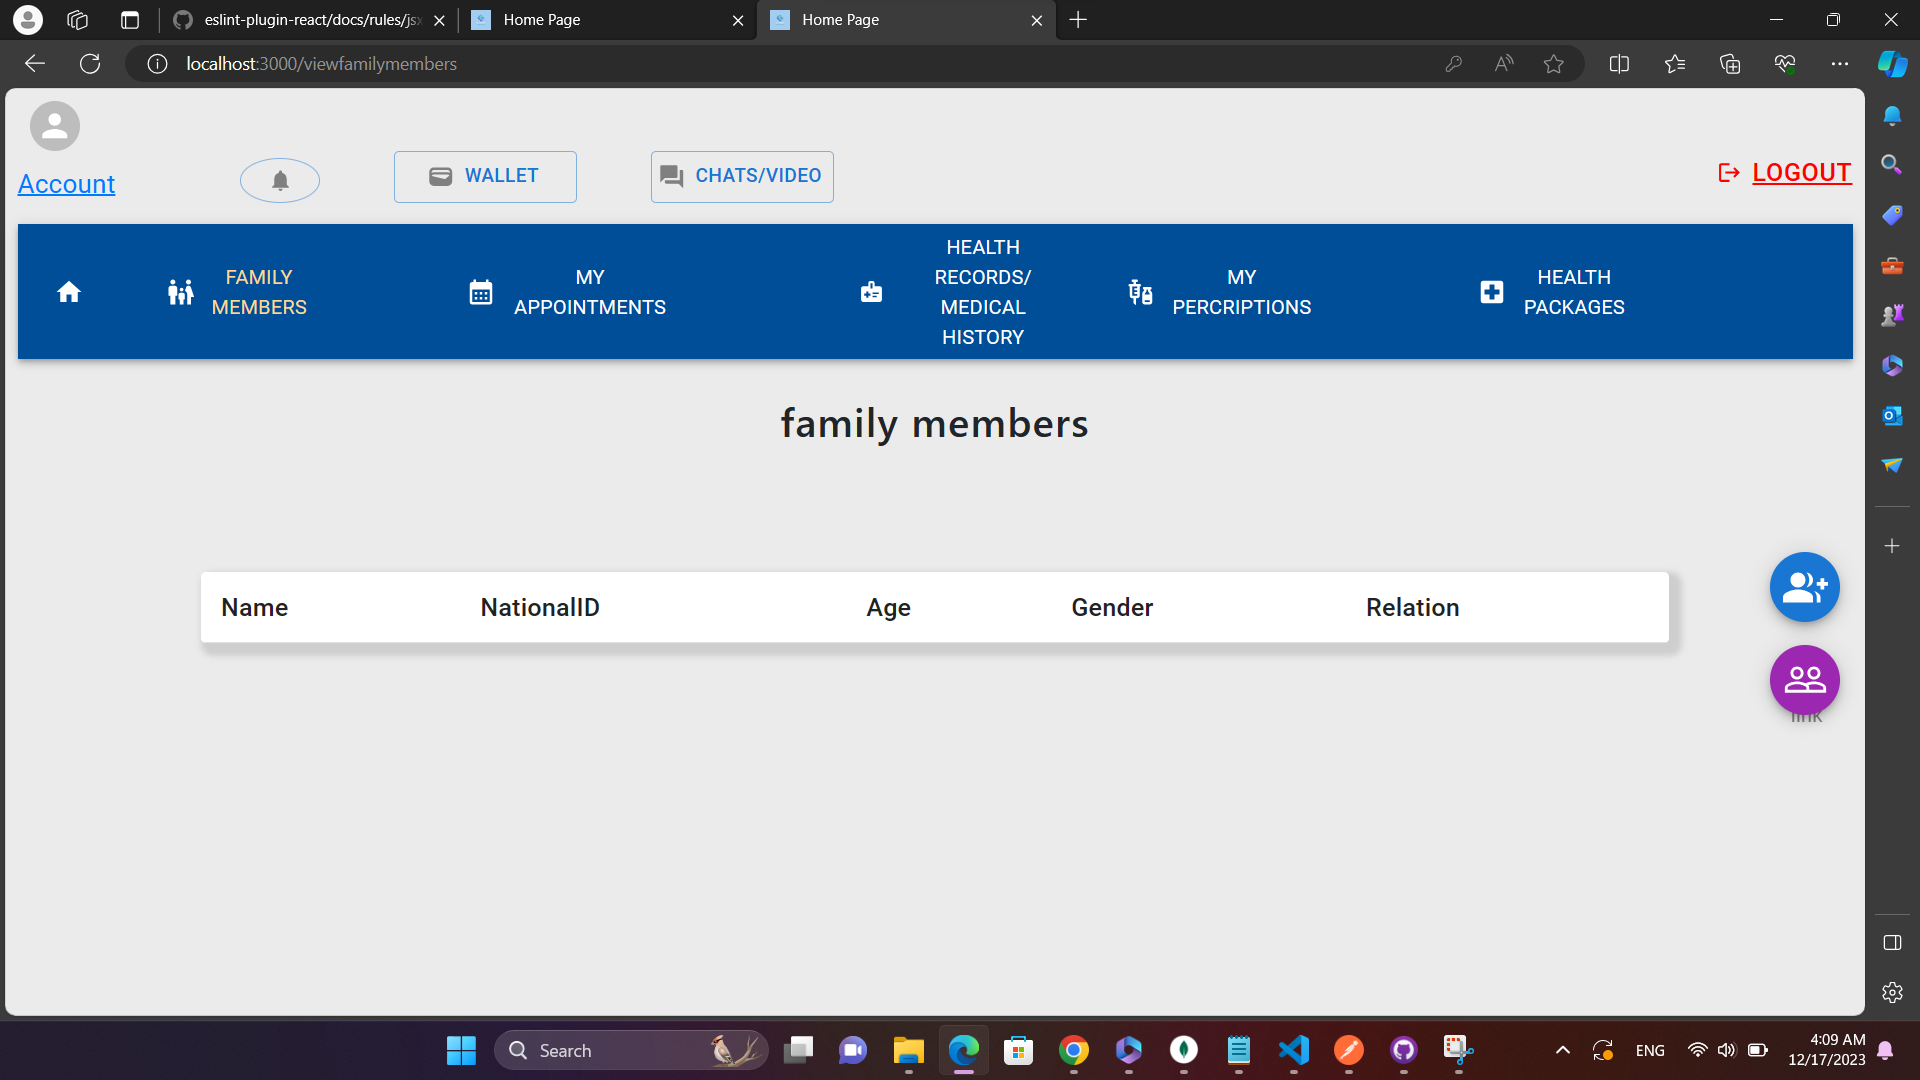 eslint-plugin-react/docs/rules/jsx
Home Page
Home Page
localhost:3000/viewfamilymembers
Account
WALLET
CHATS/VIDEO
LOGOUT
FAMILY
MEMBERS
MY
APPOINTMENTS
HEALTH
RECORDS/
MEDICAL
HISTORY
MY
PERCRIPTIONS
HEALTH
PACKAGES
family members
Name NationalID Age Gender Relation
link
Search
ENG
4:09 AM
12/17/2023